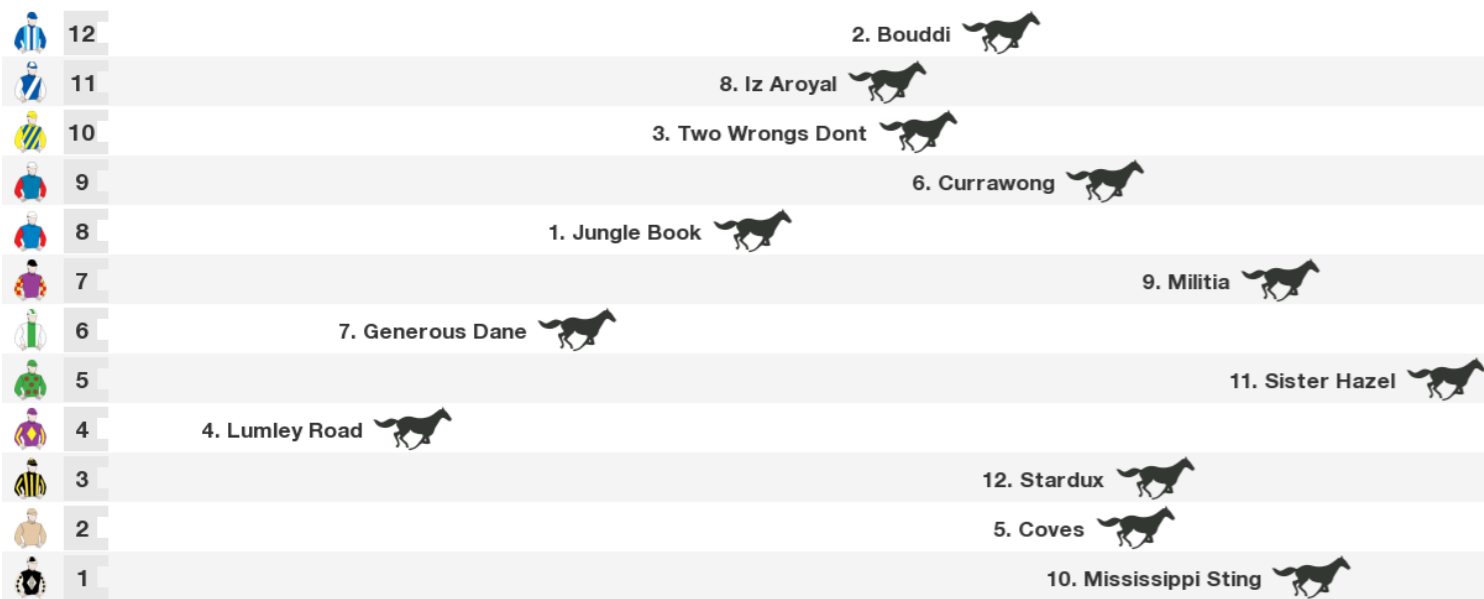 12 2. Bouddi
11 8. Iz Aroyal
10 3. Two Wrongs Dont
9 6. Currawong
8 1. Jungle Book
7 9. Militia
6 7. Generous Dane
5 11. Sister Hazel
4 4. Lumley Road
3 12. Stardux
2 5. Coves
1 10. Mississippi Sting